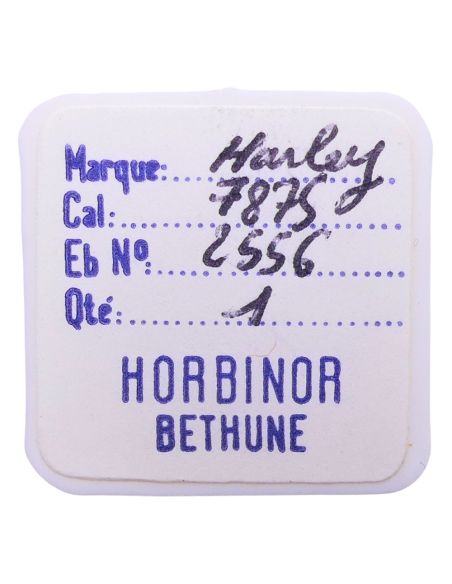 Marque: Harley
Cal: 7875
Eb Nº: 2556
Qté: 1
HORBINOR
BETHUNE